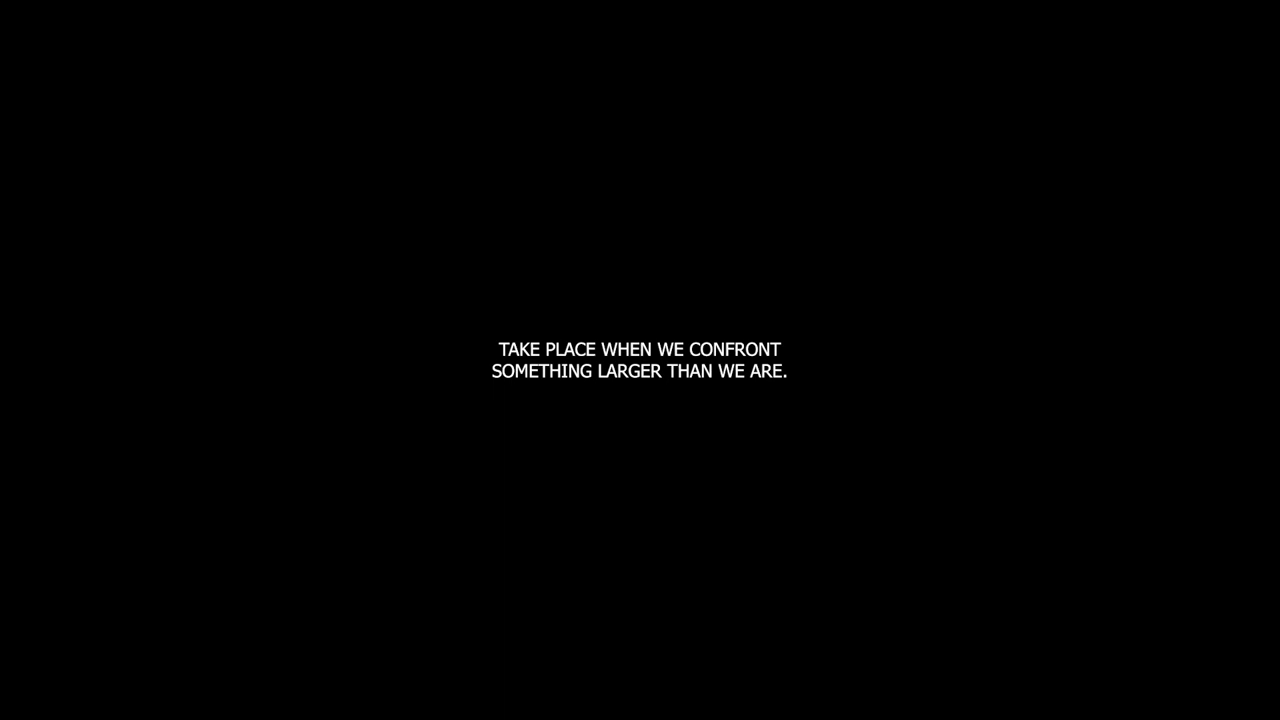 TAKE PLACE WHEN WE CONFRONT
SOMETHING LARGER THAN WE ARE.